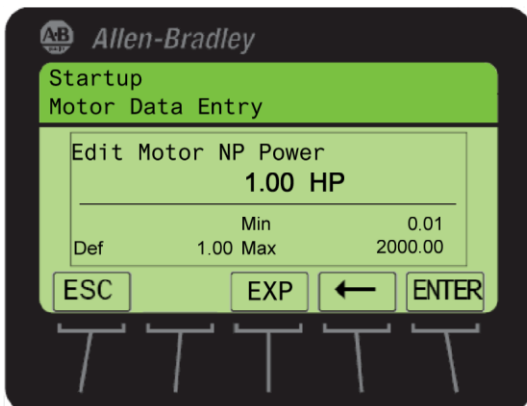 A-B Allen-Bradley
Startup
Motor Data Entry
Edit Motor NP Power
1.00 HP
Min 0.01
Def 1.00 Max 2000.00
ESC EXP ← ENTER